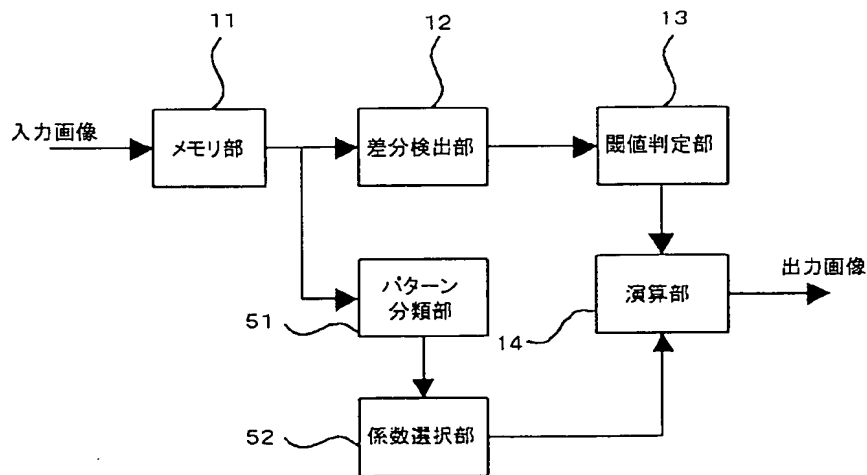 11
12
13
入力画像
メモリ部
差分検出部
閾値判定部
パターン
分類部
51
演算部
14
出力画像
52
係数選択部